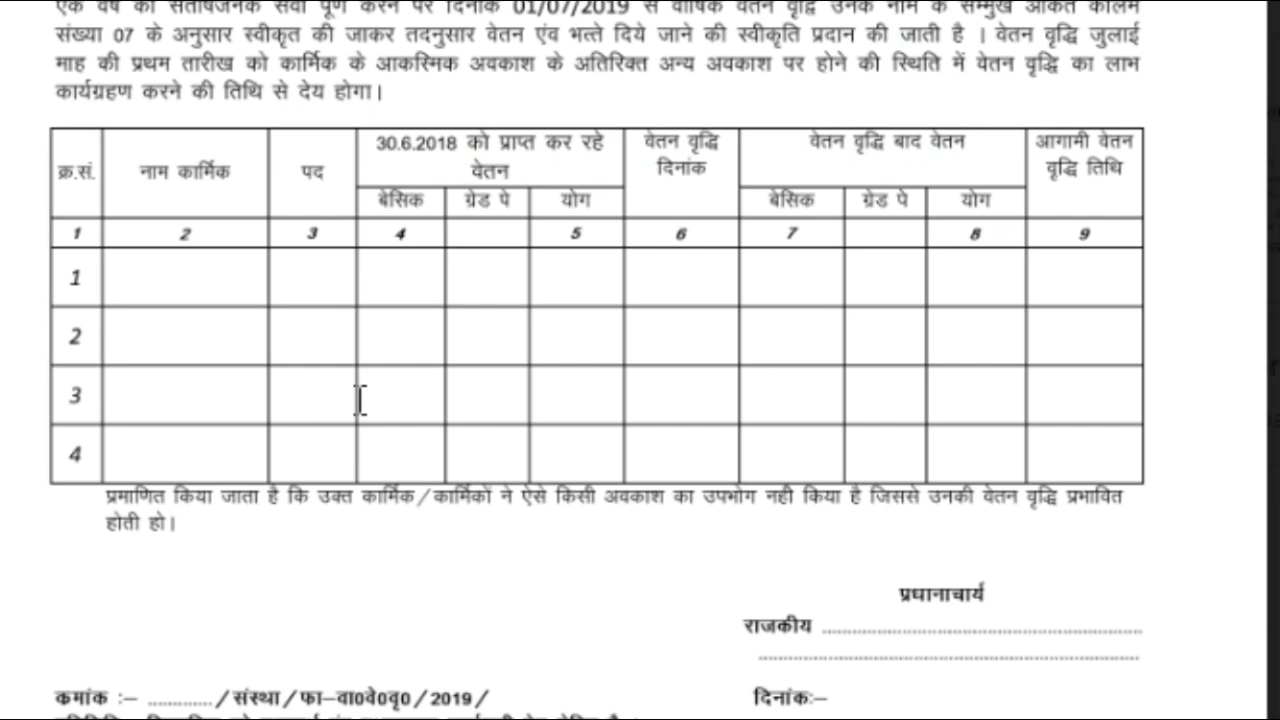 एक वर्ष की संतोषजनक सेवा पूर्ण करने पर दिनांक 01/07/2019 से वार्षिक वेतन वृद्वि उनके नाम के सम्मुख अंकित कॉलम
संख्या 07 के अनुसार स्वीकृत की जाकर तदनुसार वेतन एंव भत्ते दिये जाने की स्वीकृति प्रदान की जाती है । वेतन वृद्वि जुलाई
माह की प्रथम तारीख को कार्मिक के आकस्मिक अवकाश के अतिरिक्त अन्य अवकाश पर होने की स्थिति में वेतन वृद्वि का लाभ
कार्यग्रहण करने की तिथि से देय होगा।
क्र.सं. नाम कार्मिक पद 30.6.2018 को प्राप्त कर रहे वेतन वृद्वि वेतन वृद्वि बाद वेतन आगामी वेतन
वेतन दिनांक वृद्वि तिथि
बेसिक ग्रेड पे योग बेसिक ग्रेड पे योग
1 2 3 4 5 6 7 8 9
1
2
3
4
प्रमाणित किया जाता है कि उक्त कार्मिक/कार्मिकों ने ऐसे किसी अवकाश का उपभोग नही किया है जिससे उनकी वेतन वृद्वि प्रभावित
होती हो।
प्रधानाचार्य
राजकीय ........................................
........................................
कमांक :– ............./संस्था/फा–वा0वे0वृ0/2019/ दिनांक:–